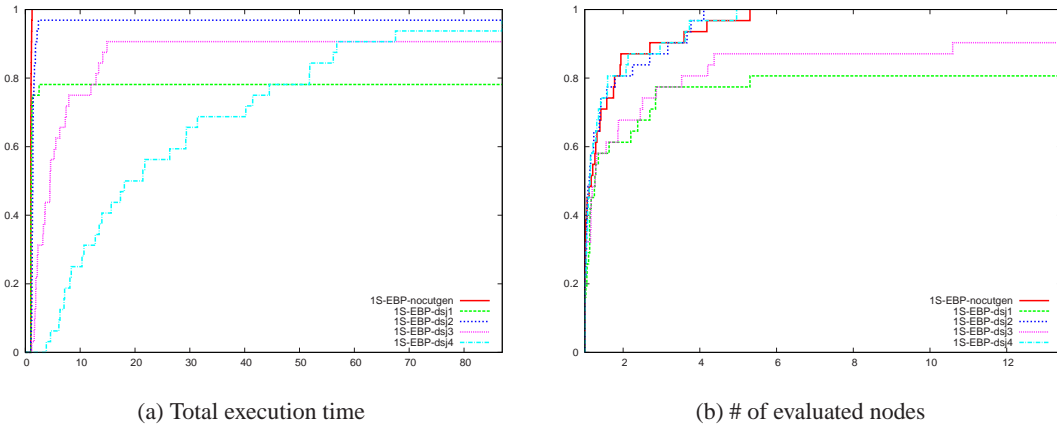 1
0.8
0.6
0.4
0.2
0
0 10 20 30 40 50 60 70 80
1S-EBP-nocutgen
1S-EBP-dsj1
1S-EBP-dsj2
1S-EBP-dsj3
1S-EBP-dsj4
(a) Total execution time
1
0.8
0.6
0.4
0.2
0
2 4 6 8 10 12
1S-EBP-nocutgen
1S-EBP-dsj1
1S-EBP-dsj2
1S-EBP-dsj3
1S-EBP-dsj4
(b) # of evaluated nodes